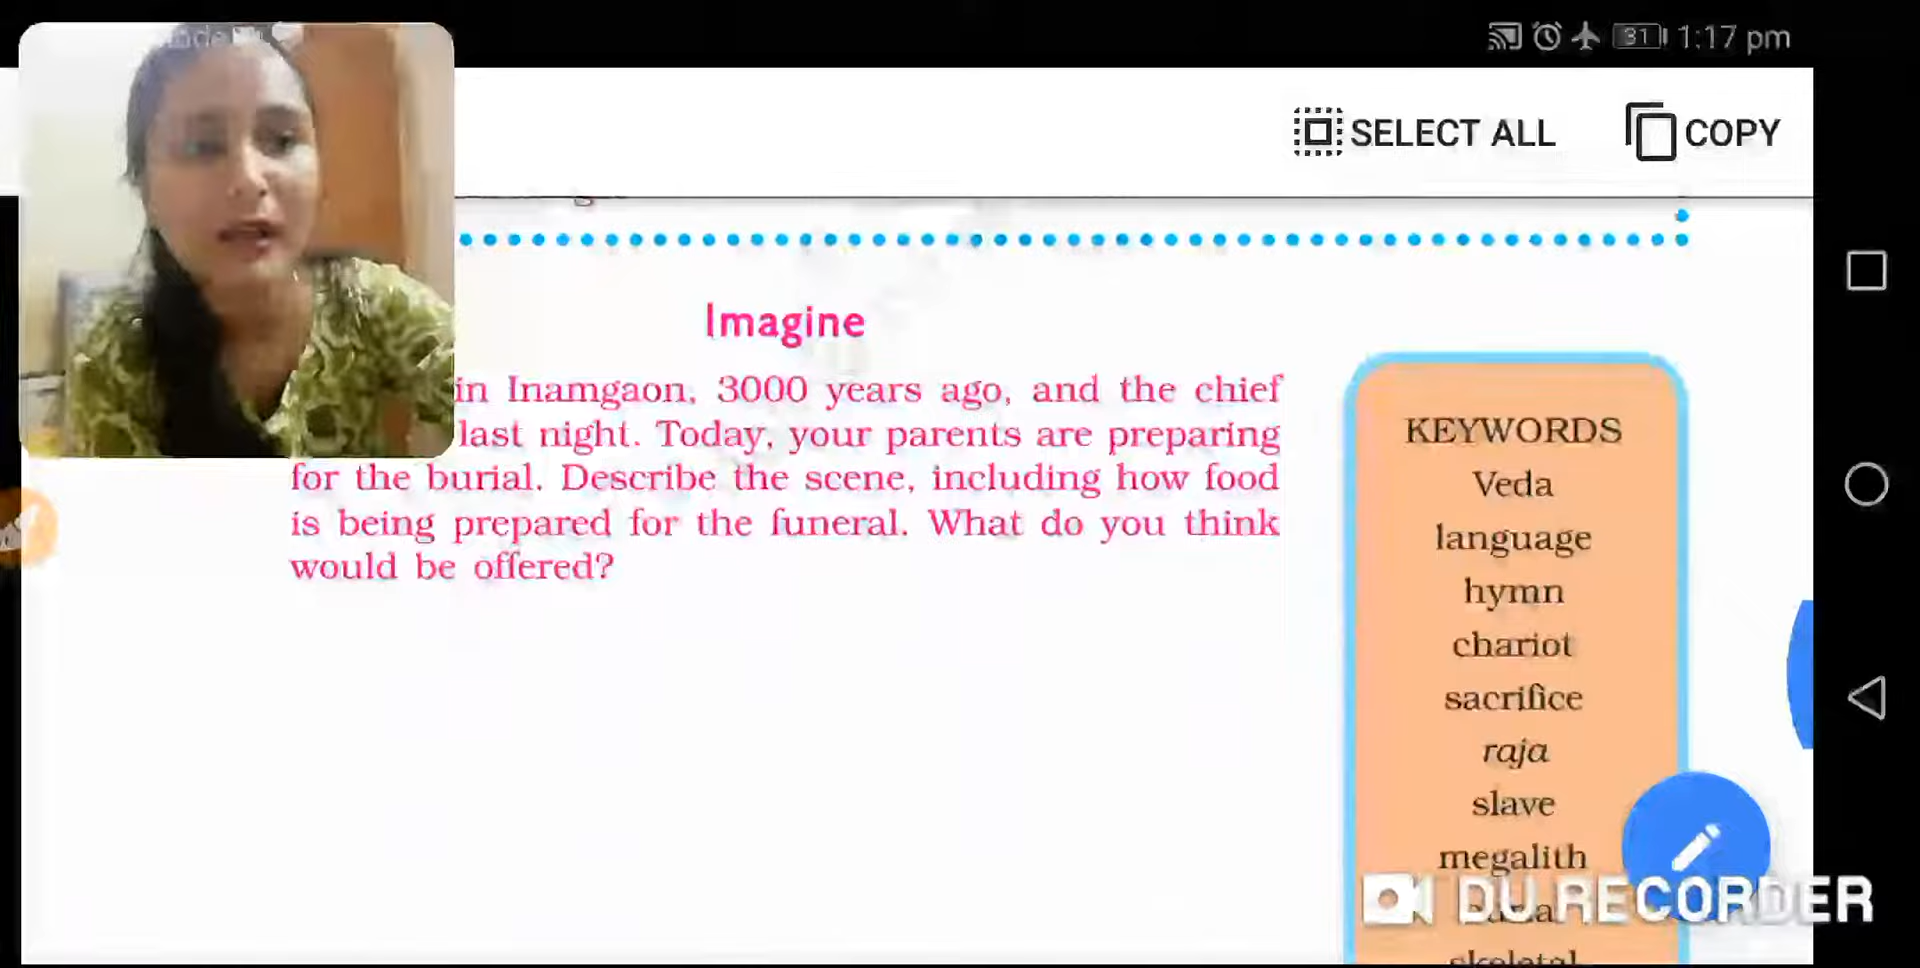 31 1:17 pm
SELECT ALL COPY
Imagine
in Inamgaon, 3000 years ago, and the chief
last night. Today, your parents are preparing
for the burial. Describe the scene, including how food
is being prepared for the funeral. What do you think
would be offered?
KEYWORDS
Veda
language
hymn
chariot
sacrifice
raja
slave
megalith
DU RECORDER
skeletal